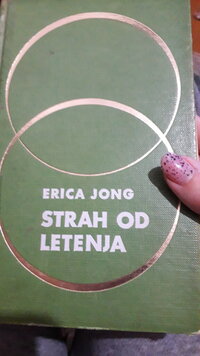 ERICA JONG
STRAH OD
LETENJA